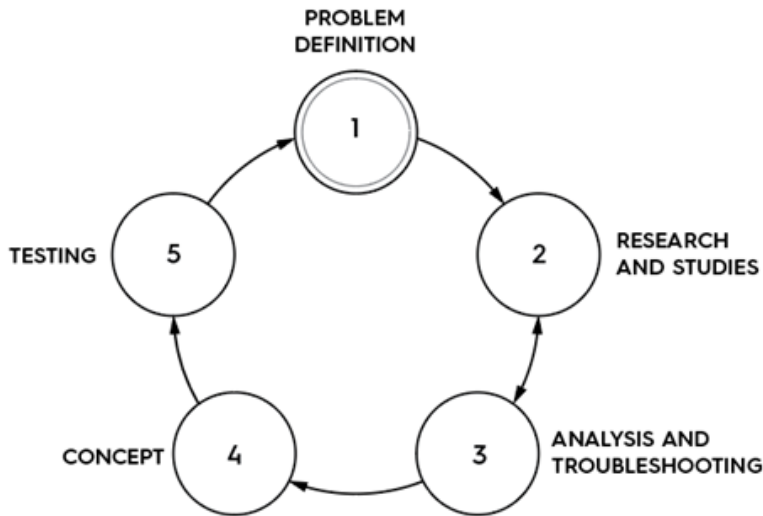 PROBLEM
DEFINITION
1
2
RESEARCH
AND STUDIES
3
ANALYSIS AND
TROUBLESHOOTING
4
CONCEPT
5
TESTING